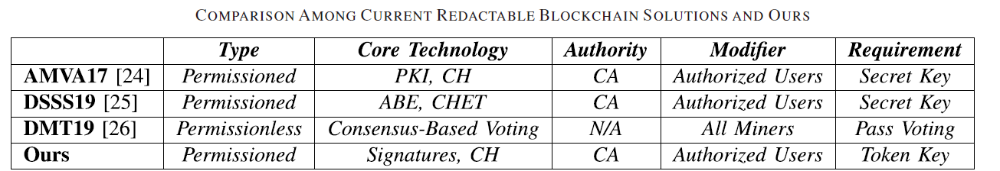 COMPARISON AMONG CURRENT REDACTABLE BLOCKCHAIN SOLUTIONS AND OURS
Type Core Technology Authority Modifier Requirement
AMVA17 [24] Permissioned PKI, CH CA Authorized Users Secret Key
DSSS19 [25] Permissioned ABE, CHET CA Authorized Users Secret Key
DMT19 [26] Permissionless Consensus-Based Voting N/A All Miners Pass Voting
Ours Permissioned Signatures, CH CA Authorized Users Token Key